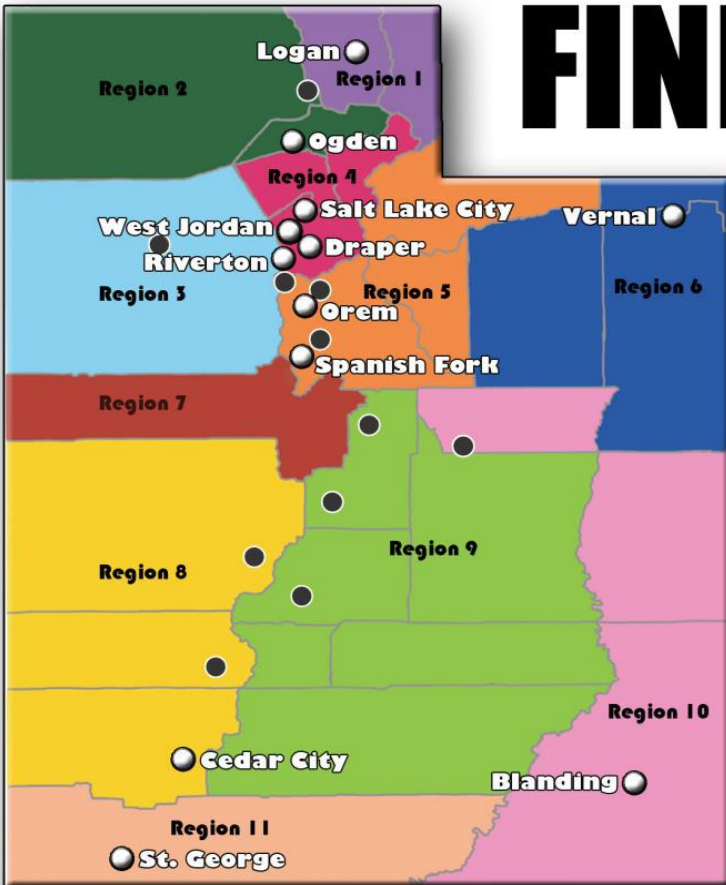 FIN
Logan
Region 1
Region 2
Ogden
Region 4
Salt Lake City
West Jordan
Vernal
Draper
Riverton
Region 3
Region 5
Region 6
Orem
Spanish Fork
Region 7
Region 9
Region 8
Region 10
Cedar City
Blanding
Region 11
St. George